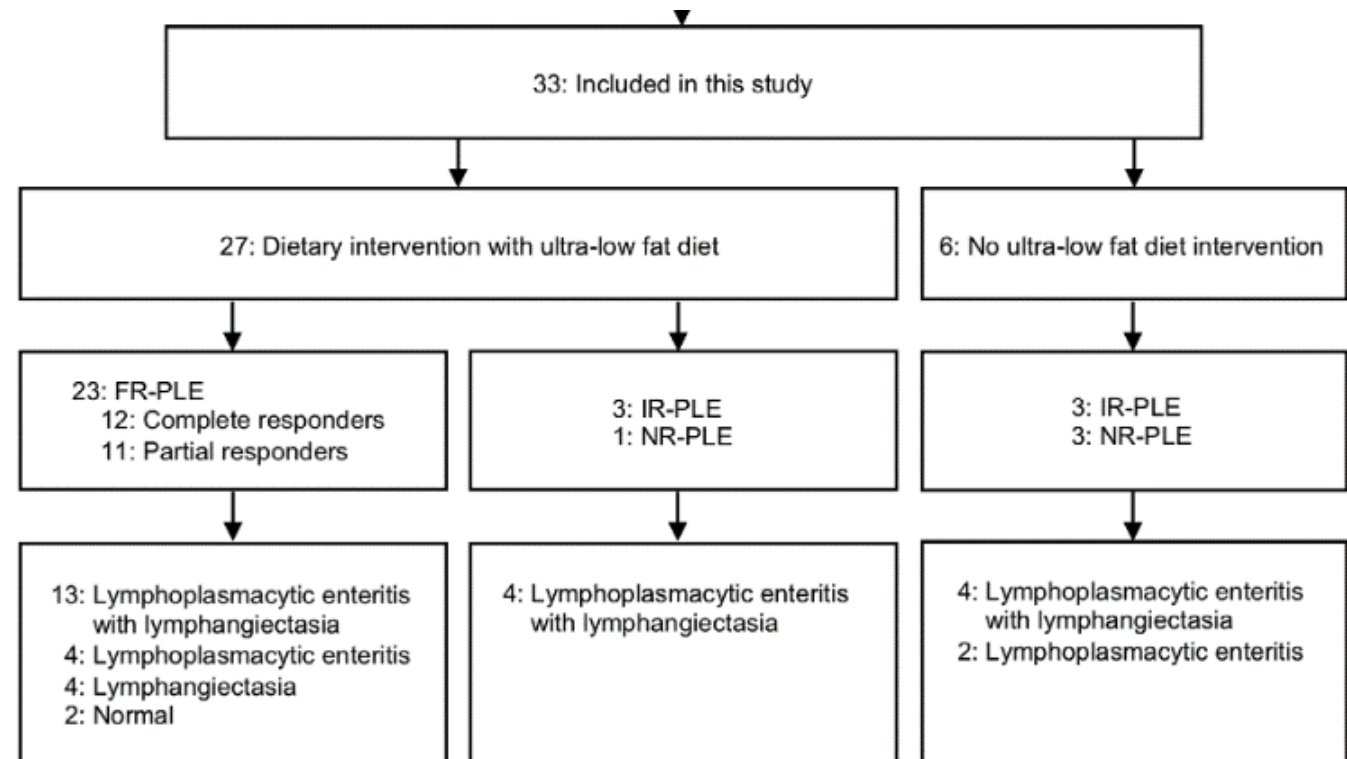 33: Included in this study
27: Dietary intervention with ultra-low fat diet
6: No ultra-low fat diet intervention
23: FR-PLE
12: Complete responders
11: Partial responders
3: IR-PLE
1: NR-PLE
3: IR-PLE
3: NR-PLE
13: Lymphoplasmacytic enteritis
with lymphangiectasia
4: Lymphoplasmacytic enteritis
4: Lymphangiectasia
2: Normal
4: Lymphoplasmacytic enteritis
with lymphangiectasia
4: Lymphoplasmacytic enteritis
with lymphangiectasia
2: Lymphoplasmacytic enteritis